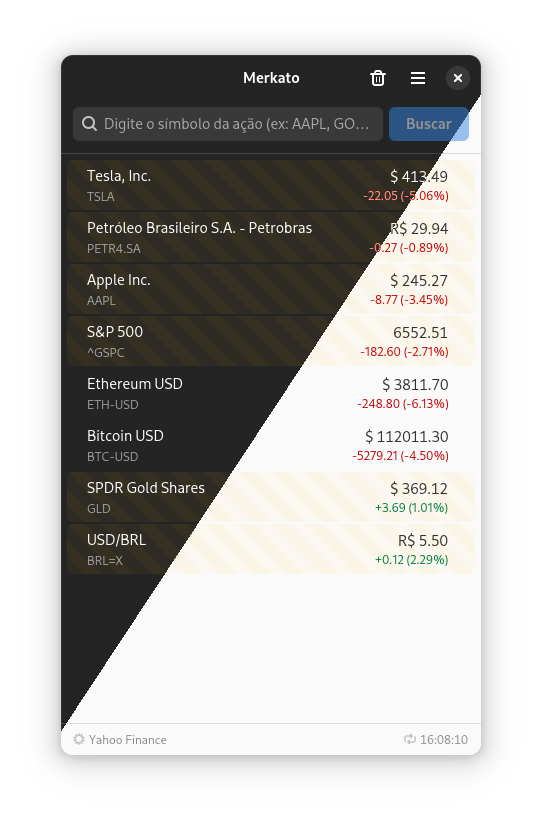 Merkato
Digite o símbolo da ação (ex: AAPL, GO... Buscar
Tesla, Inc. $ 413.49
TSLA -22.05 (-5.06%)
Petróleo Brasileiro S.A. - Petrobras R$ 29.94
PETR4.SA -0.27 (-0.89%)
Apple Inc. $ 245.27
AAPL -8.77 (-3.45%)
S&P 500 6552.51
^GSPC -182.60 (-2.71%)
Ethereum USD $ 3811.70
ETH-USD -248.80 (-6.13%)
Bitcoin USD $ 112011.30
BTC-USD -5279.21 (-4.50%)
SPDR Gold Shares $ 369.12
GLD +3.69 (1.01%)
USD/BRL R$ 5.50
BRL=X +0.12 (2.29%)
Yahoo Finance 16:08:10